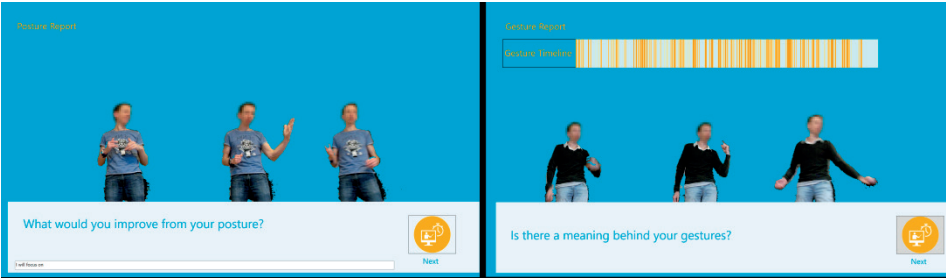 Posture Report
What would you improve from your posture?
I will focus on
Next
Gesture Report
Gesture Timeline
Is there a meaning behind your gestures?
Next